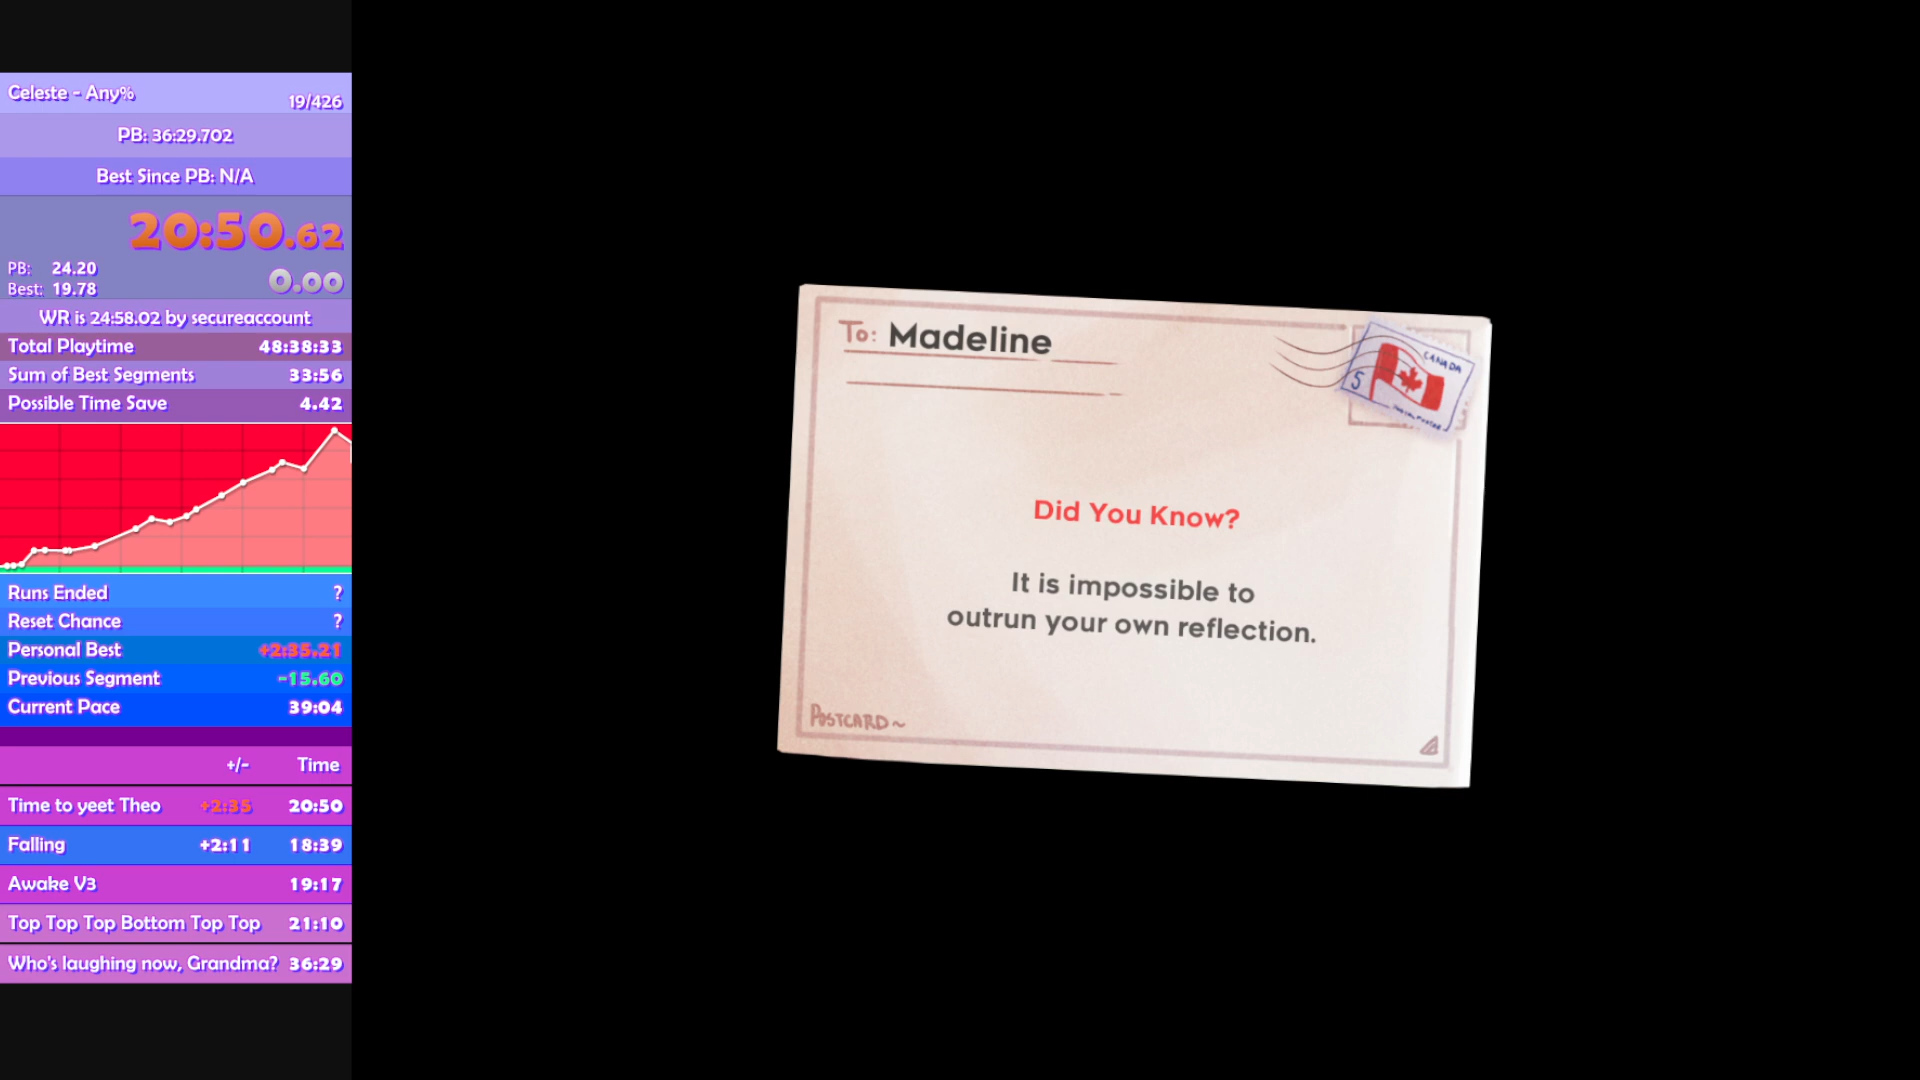 Celeste - Any%
19/426
PB: 36:29.702
Best Since PB: N/A
20:50.62
PB: 24.20
0.00
Best: 19.78
WR is 24:58.02 by secureaccount
Total Playtime 48:38:33
Sum of Best Segments 33:56
Possible Time Save 4.42
Runs Ended ?
Reset Chance ?
Personal Best +2:35.21
Previous Segment -15.60
Current Pace 39:04
+/- Time
Time to yeet Theo +2:35 20:50
Falling +2:11 18:39
Awake V3 19:17
Top Top Top Bottom Top Top 21:10
Who's laughing now, Grandma? 36:29
To: Madeline
CANADA
5
Did You Know?
It is impossible to
outrun your own reflection.
POSTCARD~